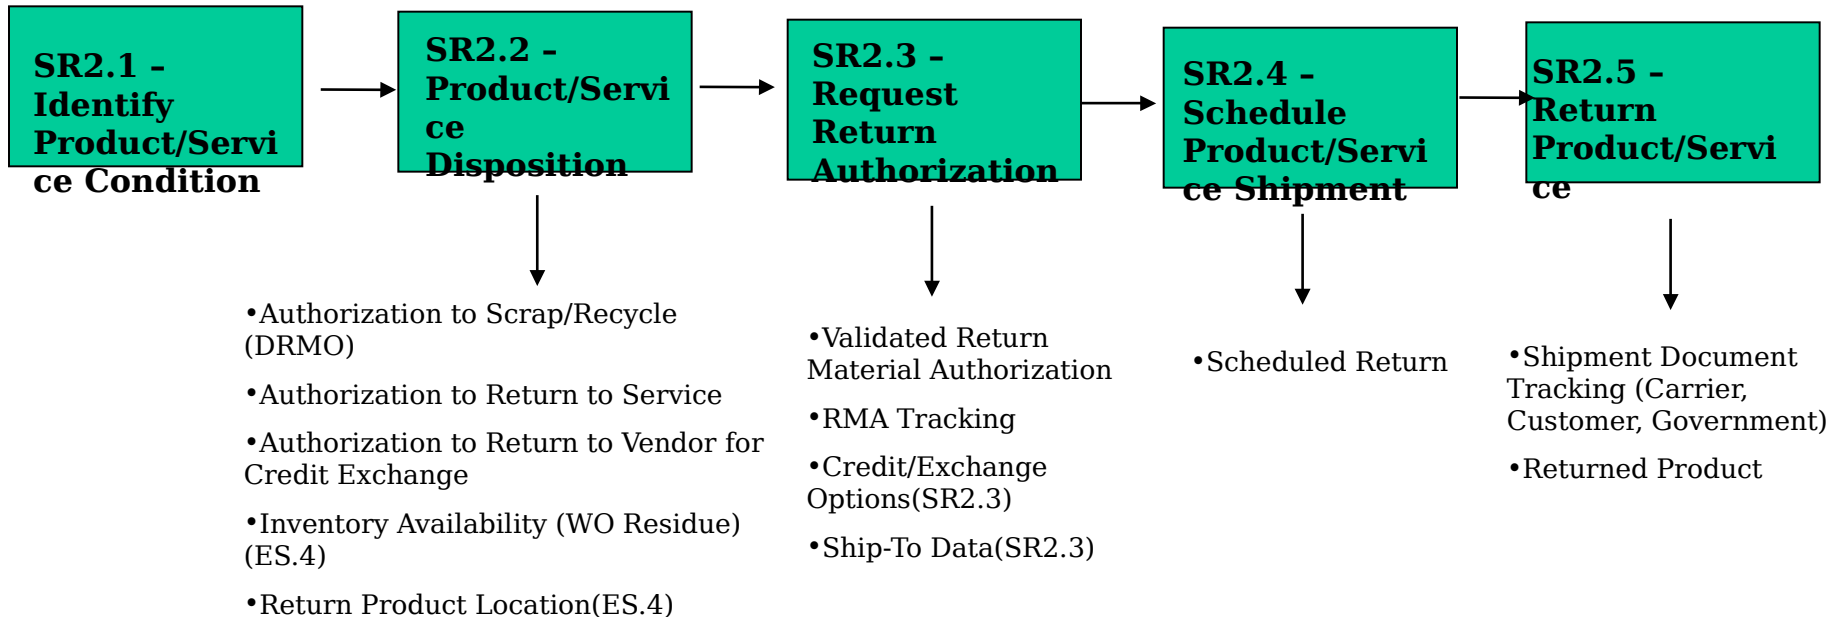 SR2.1 –
Identify
Product/Servi
ce Condition
SR2.2 –
Product/Servi
ce
Disposition
SR2.3 –
Request
Return
Authorization
SR2.4 –
Schedule
Product/Servi
ce Shipment
SR2.5 –
Return
Product/Servi
ce
•Authorization to Scrap/Recycle
(DRMO)
•Authorization to Return to Service
•Authorization to Return to Vendor for
Credit Exchange
•Inventory Availability (WO Residue)
(ES.4)
•Return Product Location(ES.4)
•Validated Return
Material Authorization
•RMA Tracking
•Credit/Exchange
Options(SR2.3)
•Ship-To Data(SR2.3)
•Scheduled Return
•Shipment Document
Tracking (Carrier,
Customer, Government)
•Returned Product